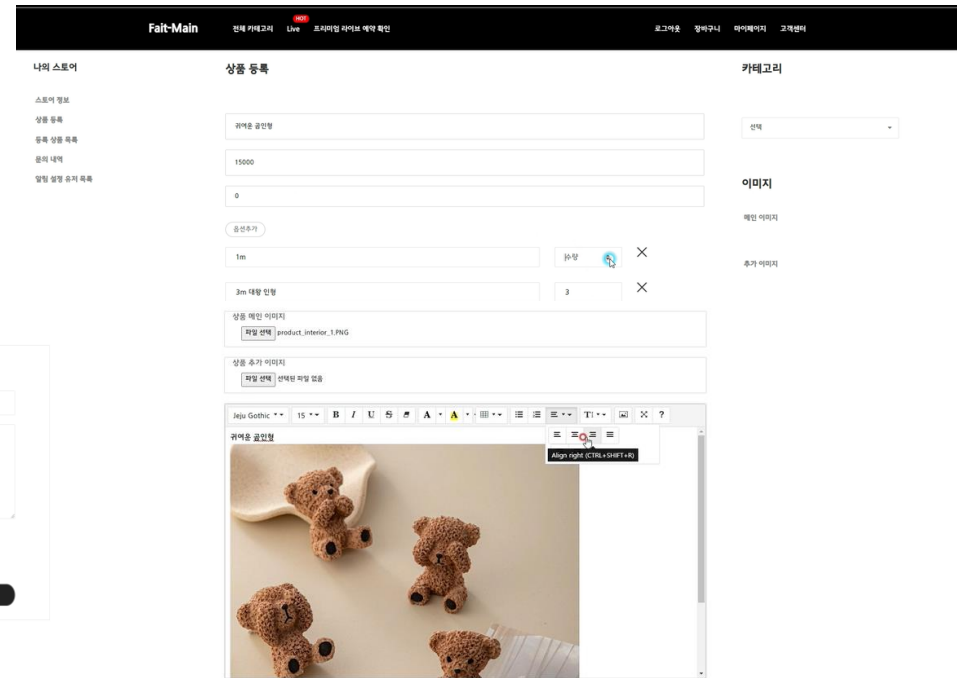 Fait-Main
전체 카테고리 Live HOT 프리미엄 라이브 예약 확인
로그아웃 장바구니 마이페이지 고객센터
나의 스토어
스토어 정보
상품 등록
등록 상품 목록
문의 내역
알림 설정 유저 목록
상품 등록
귀여운 곰인형
15000
0
옵션추가
1m 수량
3m 대왕 인형 3
상품 메인 이미지
파일 선택 product_interior_1.PNG
상품 추가 이미지
파일 선택 선택된 파일 없음
Jeju Gothic 15 B I U S A A T ?
Align right (CTRL+SHIFT+R)
귀여운 곰인형
카테고리
선택
이미지
메인 이미지
추가 이미지